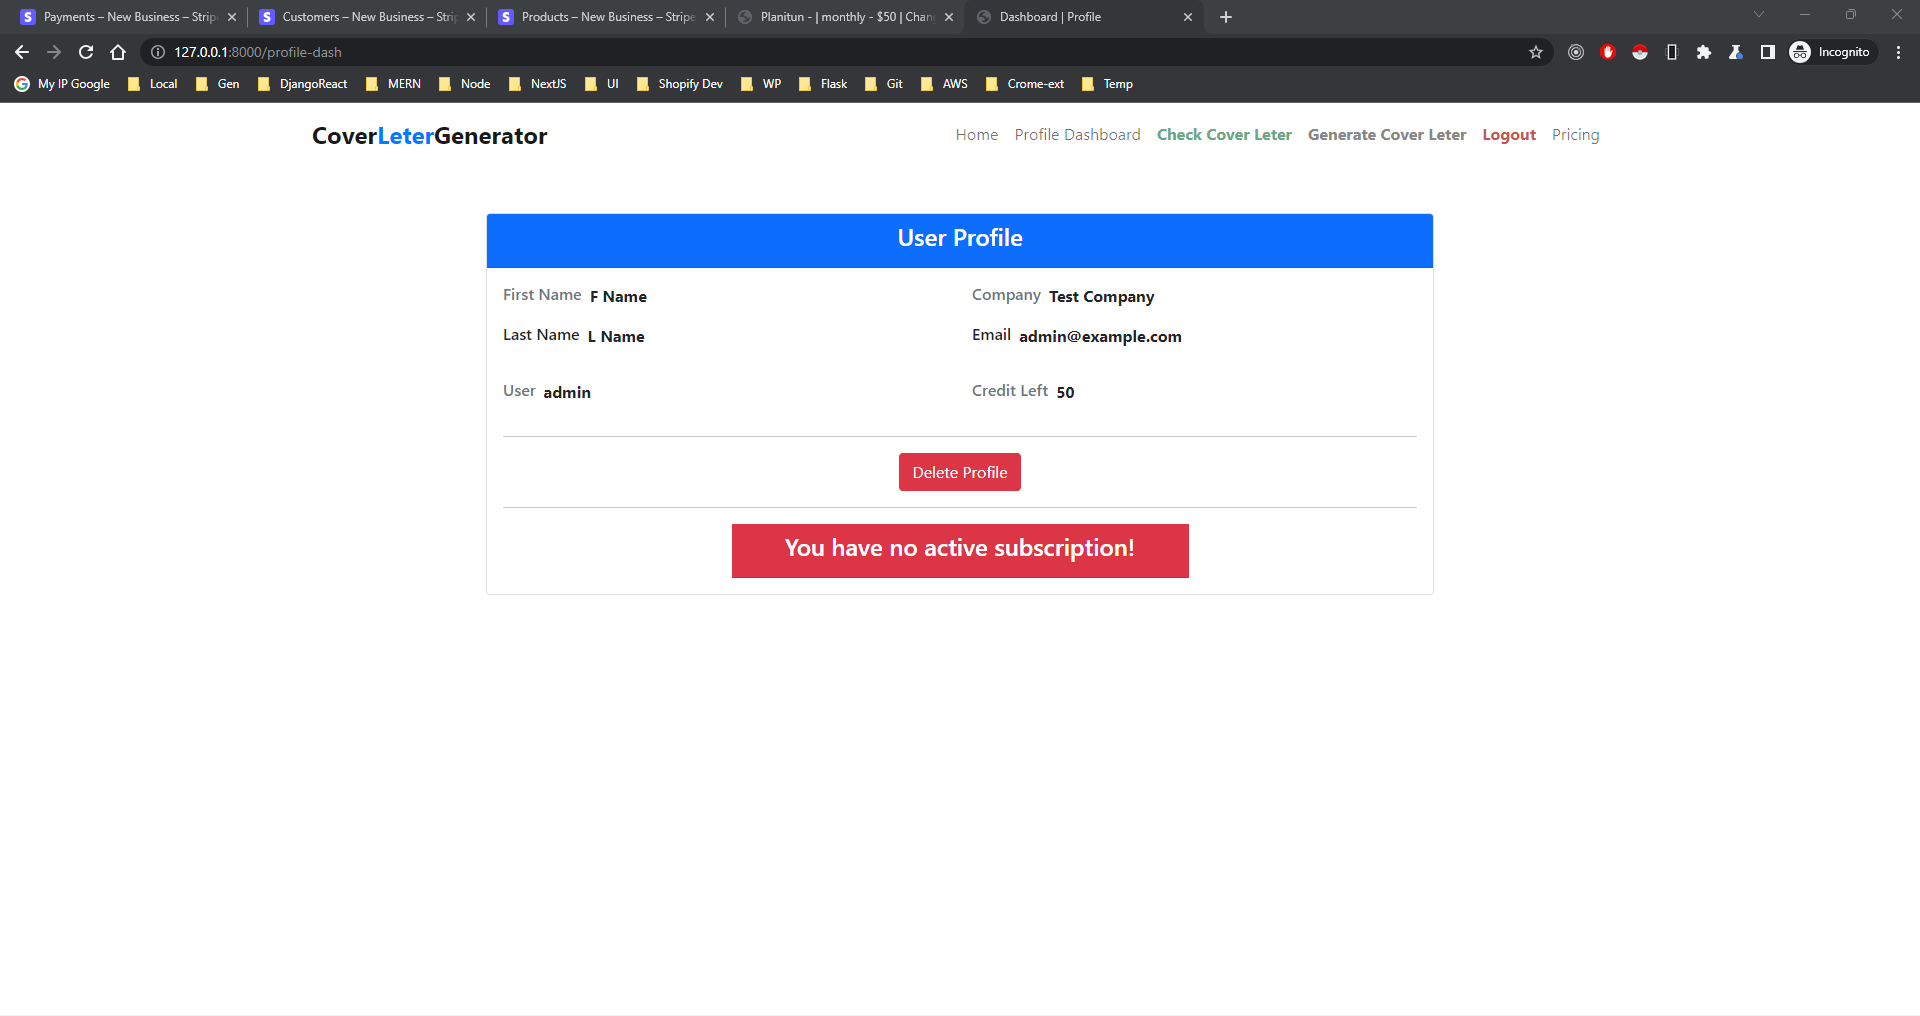 Payments – New Business – Strip
Customers – New Business – Strip
Products – New Business – Stripe
Planitun - | monthly - $50 | Chan
Dashboard | Profile
127.0.0.1:8000/profile-dash
Incognito
My IP Google
Local
Gen
DjangoReact
MERN
Node
NextJS
UI
Shopify Dev
WP
Flask
Git
AWS
Crome-ext
Temp
CoverLeterGenerator
Home
Profile Dashboard
Check Cover Leter
Generate Cover Leter
Logout
Pricing
User Profile
First Name F Name
Company Test Company
Last Name L Name
Email admin@example.com
User admin
Credit Left 50
Delete Profile
You have no active subscription!